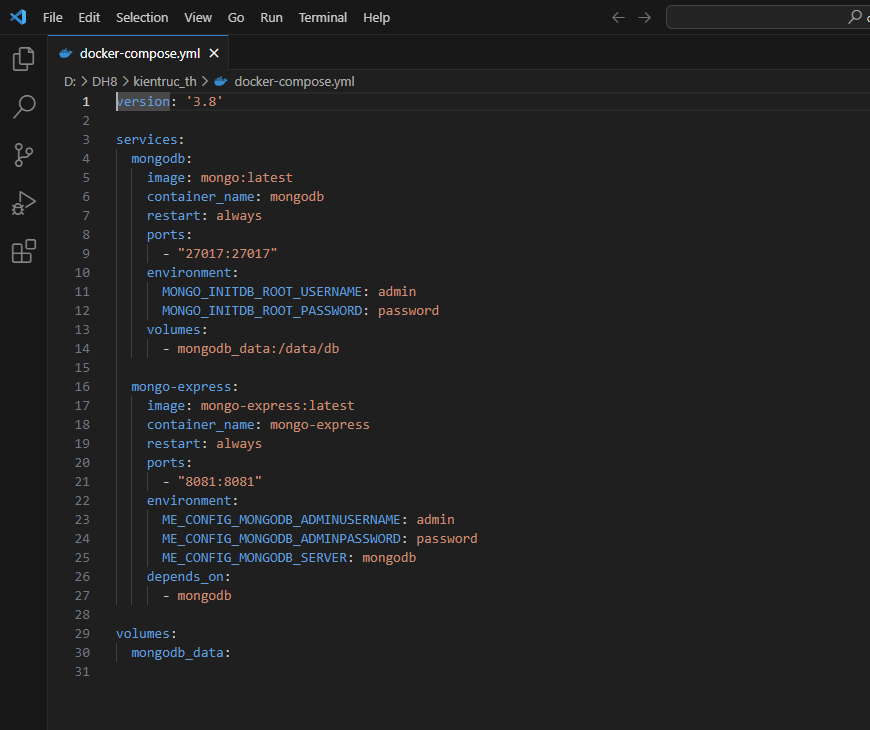 File Edit Selection View Go Run Terminal Help
docker-compose.yml
D: > DH8 > kientruc_th > docker-compose.yml
1 version: '3.8'
2
3 services:
4   mongodb:
5     image: mongo:latest
6     container_name: mongodb
7     restart: always
8     ports:
9       - "27017:27017"
10     environment:
11       MONGO_INITDB_ROOT_USERNAME: admin
12       MONGO_INITDB_ROOT_PASSWORD: password
13     volumes:
14       - mongodb_data:/data/db
15
16   mongo-express:
17     image: mongo-express:latest
18     container_name: mongo-express
19     restart: always
20     ports:
21       - "8081:8081"
22     environment:
23       ME_CONFIG_MONGODB_ADMINUSERNAME: admin
24       ME_CONFIG_MONGODB_ADMINPASSWORD: password
25       ME_CONFIG_MONGODB_SERVER: mongodb
26     depends_on:
27       - mongodb
28
29 volumes:
30   mongodb_data:
31